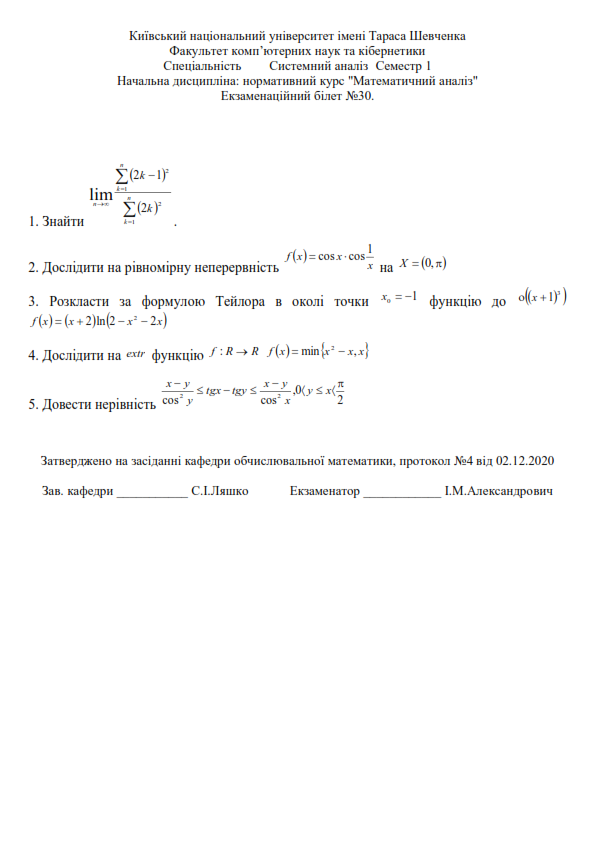 Київський національний університет імені Тараса Шевченка
Факультет комп’ютерних наук та кібернетики
Спеціальність Системний аналіз Семестр 1
Начальна дисципліна: нормативний курс "Математичний аналіз"
Екзаменаційний білет №30.
1. Знайти $\lim_{n \to \infty} \frac{\sum_{k=1}^{n} (2k-1)^2}{\sum_{k=1}^{n} (2k)^2}$ .
2. Дослідити на рівномірну неперервність $f(x) = \cos x \cdot \cos \frac{1}{x}$ на $X = (0, \pi)$
3. Розкласти за формулою Тейлора в околі точки $x_0 = -1$ функцію до $o((x+1)^3)$
$f(x) = (x+2)\ln(2 - x^2 - 2x)$
4. Дослідити на extr функцію $f : R \to R$ $f(x) = \min\{x^2 - x, x\}$
5. Довести нерівність $\frac{x-y}{\cos^2 y} \le tgx - tgy \le \frac{x-y}{\cos^2 x}, 0 \langle y \le x \langle \frac{\pi}{2}$
Затверджено на засіданні кафедри обчислювальної математики, протокол №4 від 02.12.2020
Зав. кафедри ___________ С.І.Ляшко Екзаменатор ____________ І.М.Александрович